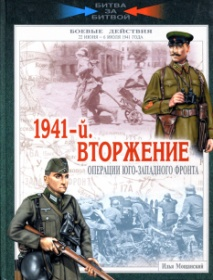 БИТВА
ЗА
БИТВОЙ
БОЕВЫЕ ДЕЙСТВИЯ
22 ИЮНЯ - 6 ИЮЛЯ 1941 ГОДА
1941-й.
ВТОРЖЕНИЕ
ОПЕРАЦИИ ЮГО-ЗАПАДНОГО ФРОНТА
Илья Мощанский